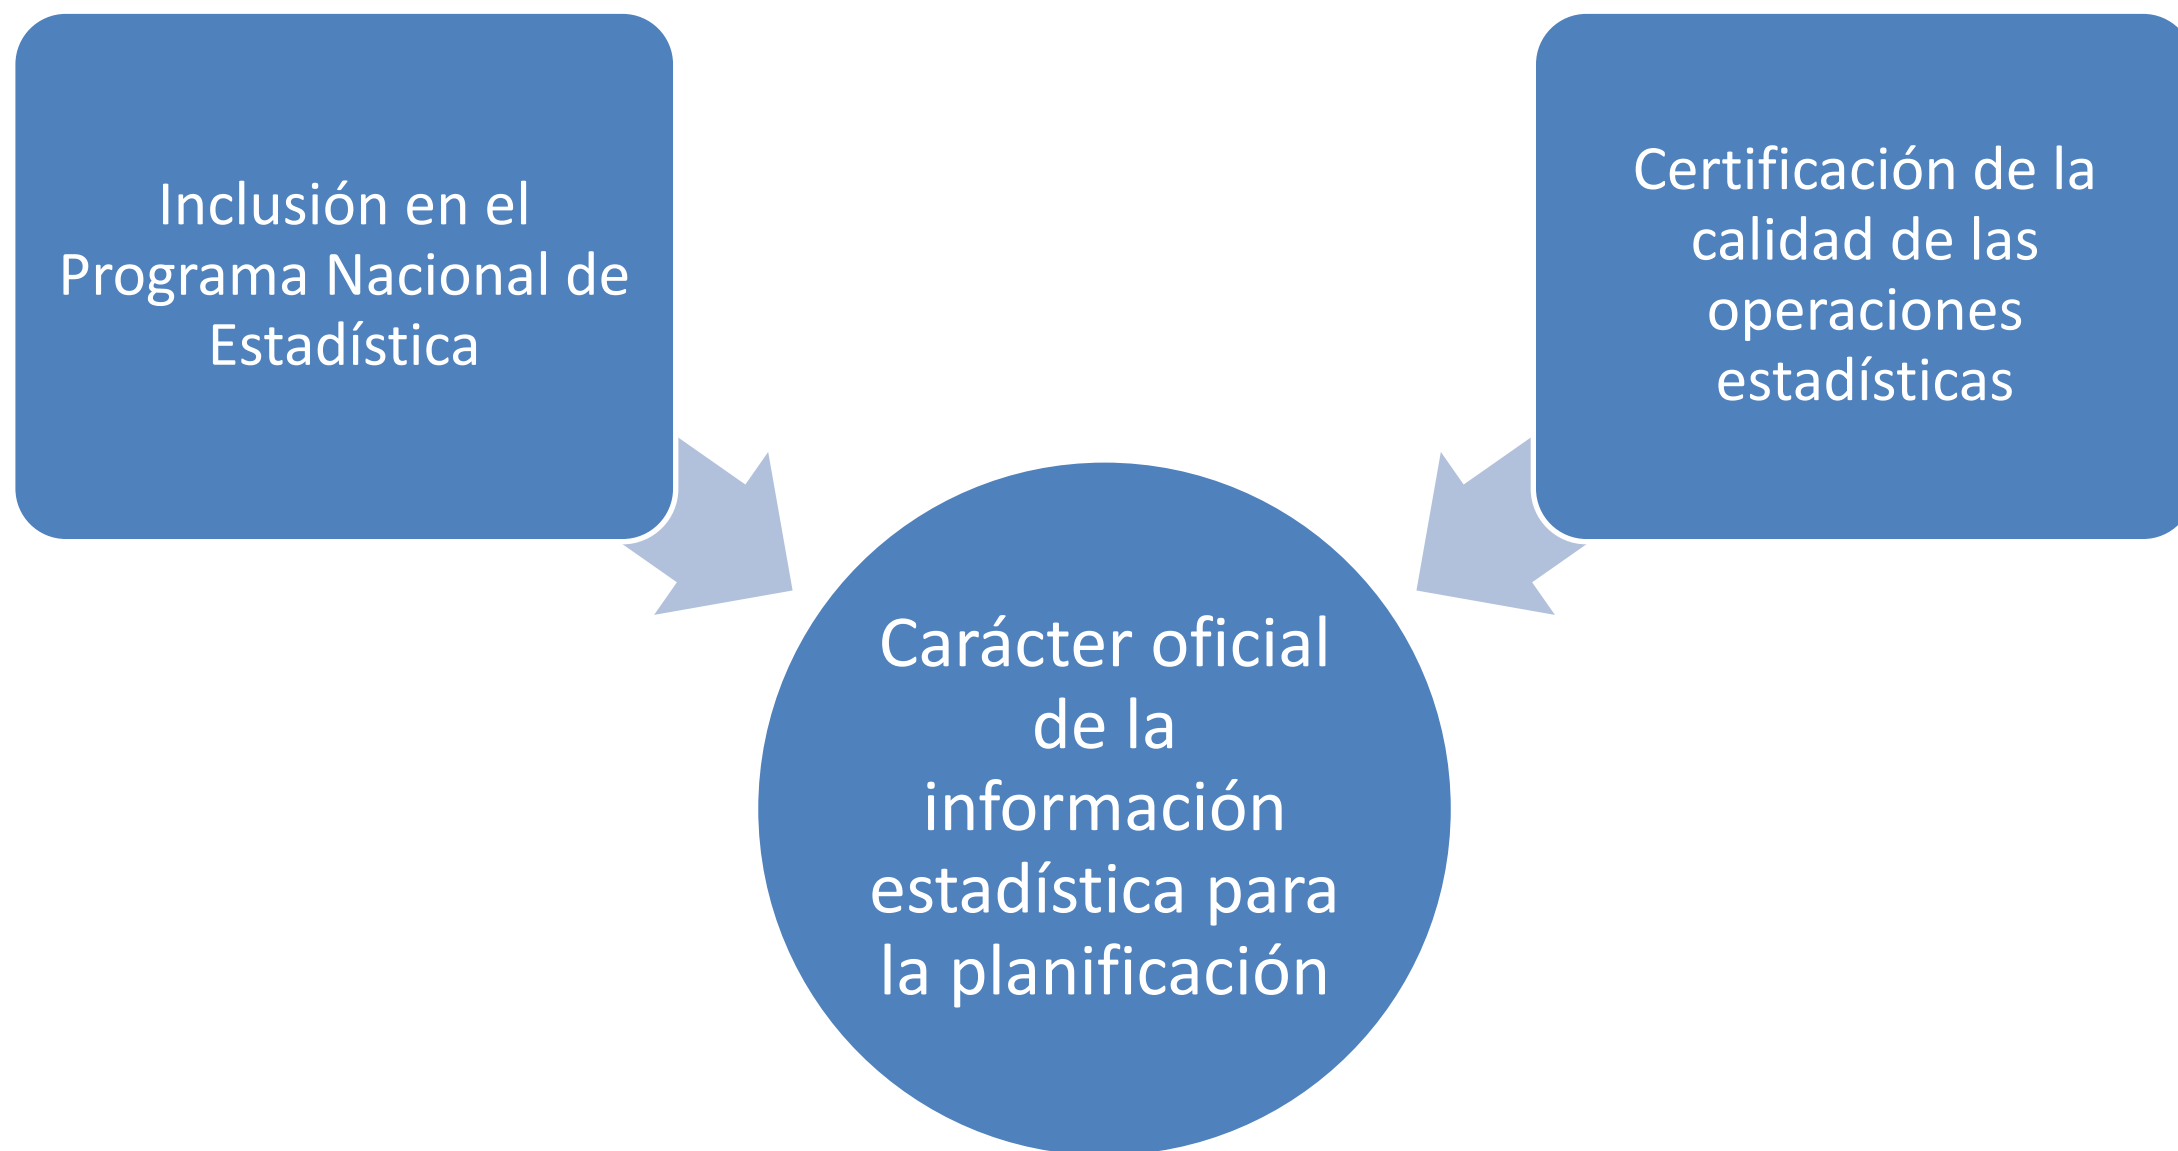 Inclusión en el
Programa Nacional de
Estadística
Certificación de la
calidad de las
operaciones
estadísticas
Carácter oficial
de la
información
estadística para
la planificación